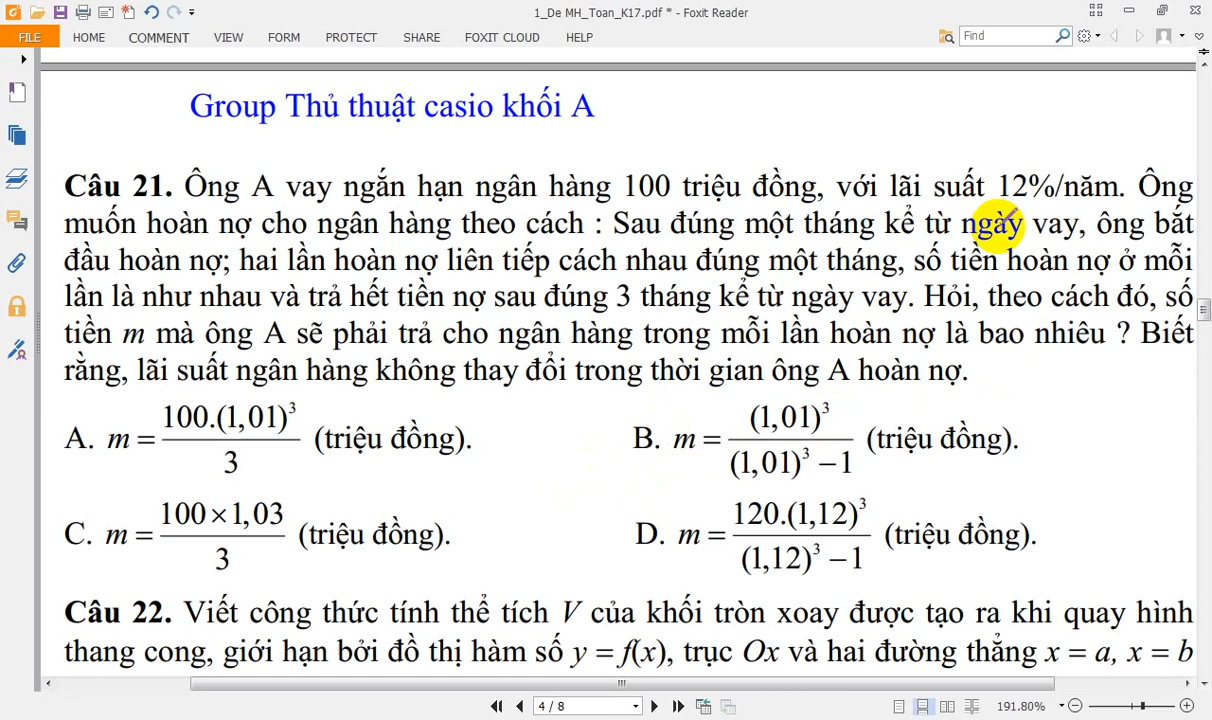 1_De MH_Toan_K17.pdf * - Foxit Reader
FILE HOME COMMENT VIEW FORM PROTECT SHARE FOXIT CLOUD HELP Find
Group Thủ thuật casio khối A
Câu 21. Ông A vay ngắn hạn ngân hàng 100 triệu đồng, với lãi suất 12%/năm. Ông
muốn hoàn nợ cho ngân hàng theo cách : Sau đúng một tháng kể từ ngày vay, ông bắt
đầu hoàn nợ; hai lần hoàn nợ liên tiếp cách nhau đúng một tháng, số tiền hoàn nợ ở mỗi
lần là như nhau và trả hết tiền nợ sau đúng 3 tháng kể từ ngày vay. Hỏi, theo cách đó, số
tiền m mà ông A sẽ phải trả cho ngân hàng trong mỗi lần hoàn nợ là bao nhiêu ? Biết
rằng, lãi suất ngân hàng không thay đổi trong thời gian ông A hoàn nợ.
A. m = 100.(1,01)³ / 3 (triệu đồng). B. m = (1,01)³ / (1,01)³ − 1 (triệu đồng).
C. m = 100 × 1,03 / 3 (triệu đồng). D. m = 120.(1,12)³ / (1,12)³ − 1 (triệu đồng).
Câu 22. Viết công thức tính thể tích V của khối tròn xoay được tạo ra khi quay hình
thang cong, giới hạn bởi đồ thị hàm số y = f(x), trục Ox và hai đường thẳng x = a, x = b
4 / 8 191.80%